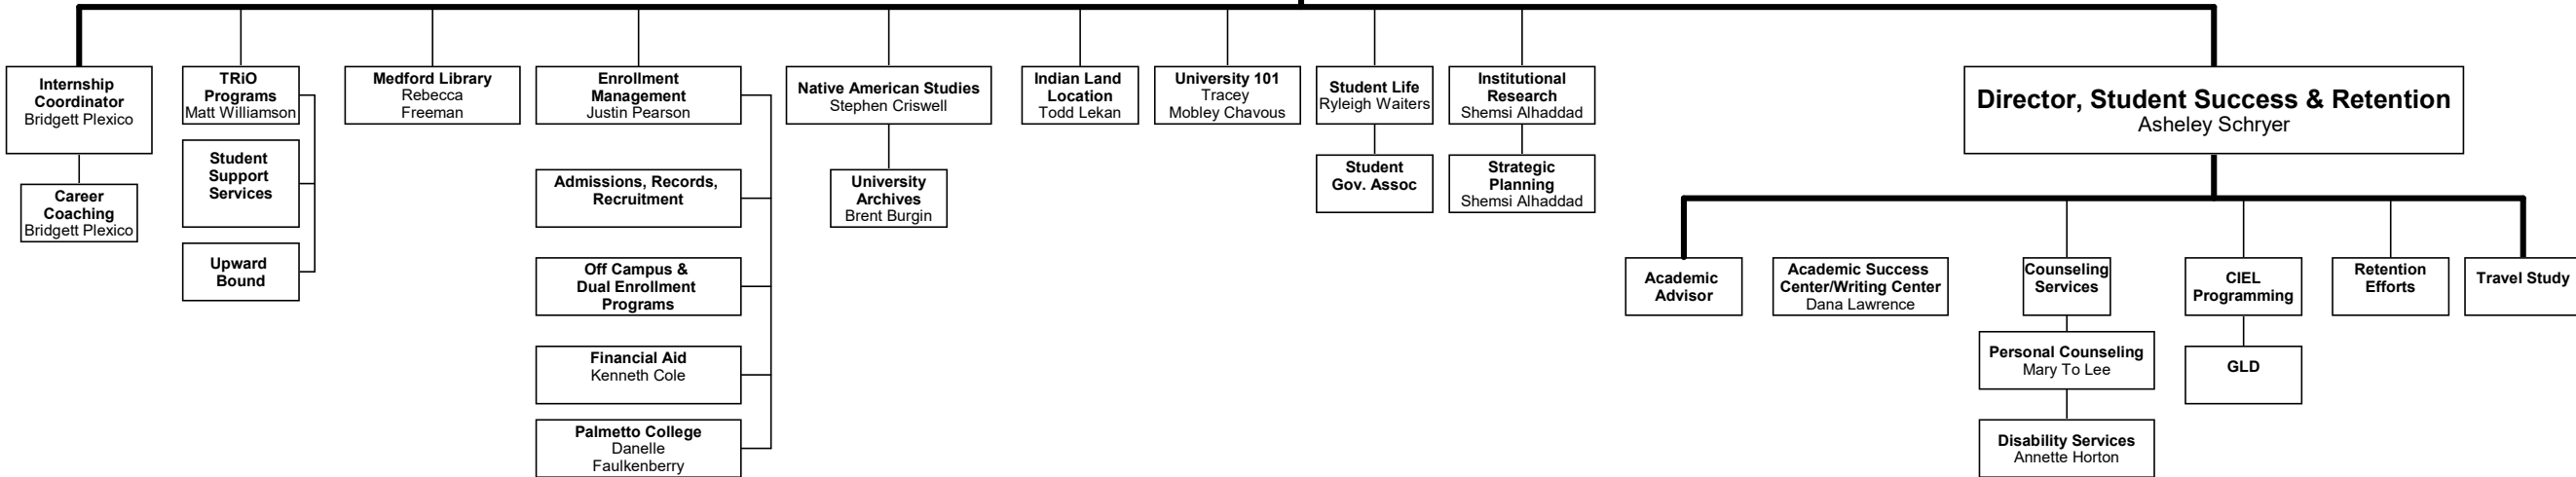 Internship
Coordinator
Bridgett Plexico
Career
Coaching
Bridgett Plexico
TRiO
Programs
Matt Williamson
Student
Support
Services
Upward
Bound
Medford Library
Rebecca
Freeman
Enrollment
Management
Justin Pearson
Admissions, Records,
Recruitment
Off Campus &
Dual Enrollment
Programs
Financial Aid
Kenneth Cole
Palmetto College
Danelle
Faulkenberry
Native American Studies
Stephen Criswell
University
Archives
Brent Burgin
Indian Land
Location
Todd Lekan
University 101
Tracey
Mobley Chavous
Student Life
Ryleigh Waiters
Student
Gov. Assoc
Institutional
Research
Shemsi Alhaddad
Strategic
Planning
Shemsi Alhaddad
Director, Student Success & Retention
Asheley Schryer
Academic
Advisor
Academic Success
Center/Writing Center
Dana Lawrence
Counseling
Services
Personal Counseling
Mary To Lee
Disability Services
Annette Horton
CIEL
Programming
GLD
Retention
Efforts
Travel Study